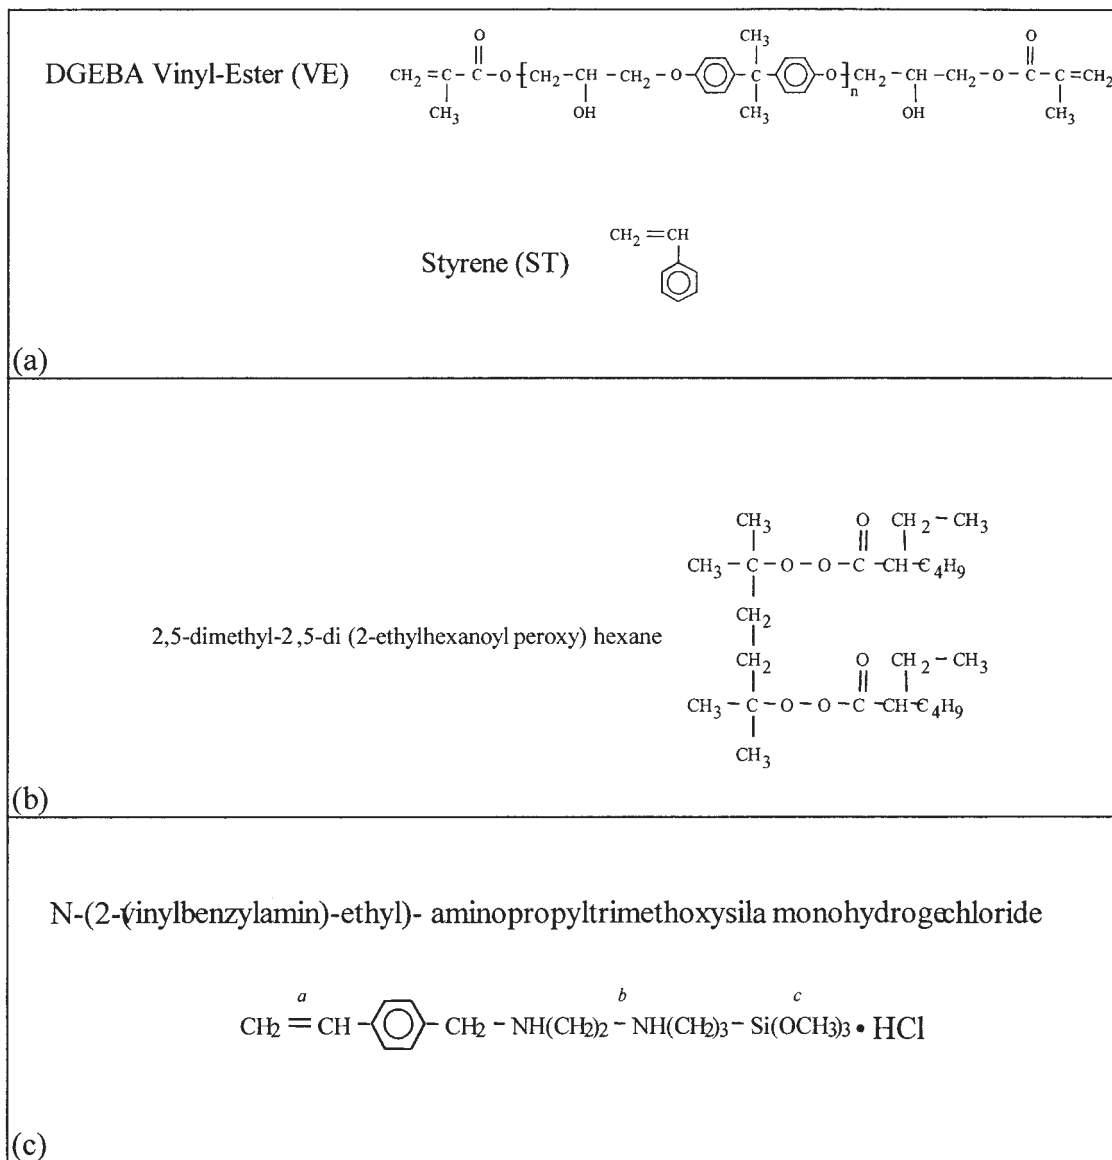 DGEBA Vinyl-Ester (VE)
O O CH3
CH2=C-C-O-[CH2-CH-CH2-O- -C- -O-]n CH2-CH-CH2-O-C-C=CH2
CH3 OH CH3 OH CH3
Styrene (ST)
CH2=CH
(a)
CH3 O CH2-CH3
CH3-C-O-O-C-CH-C4H9
CH2
2,5-dimethyl-2,5-di (2-ethylhexanoyl peroxy) hexane
CH2 O CH2-CH3
CH3-C-O-O-C-CH-C4H9
CH3
(b)
N-(2-(vinylbenzylamin)-ethyl)- aminopropyltrimethoxysila monohydrogechloride
a b c
CH2=CH- -CH2-NH(CH2)2-NH(CH2)3-Si(OCH3)3•HCl
(c)